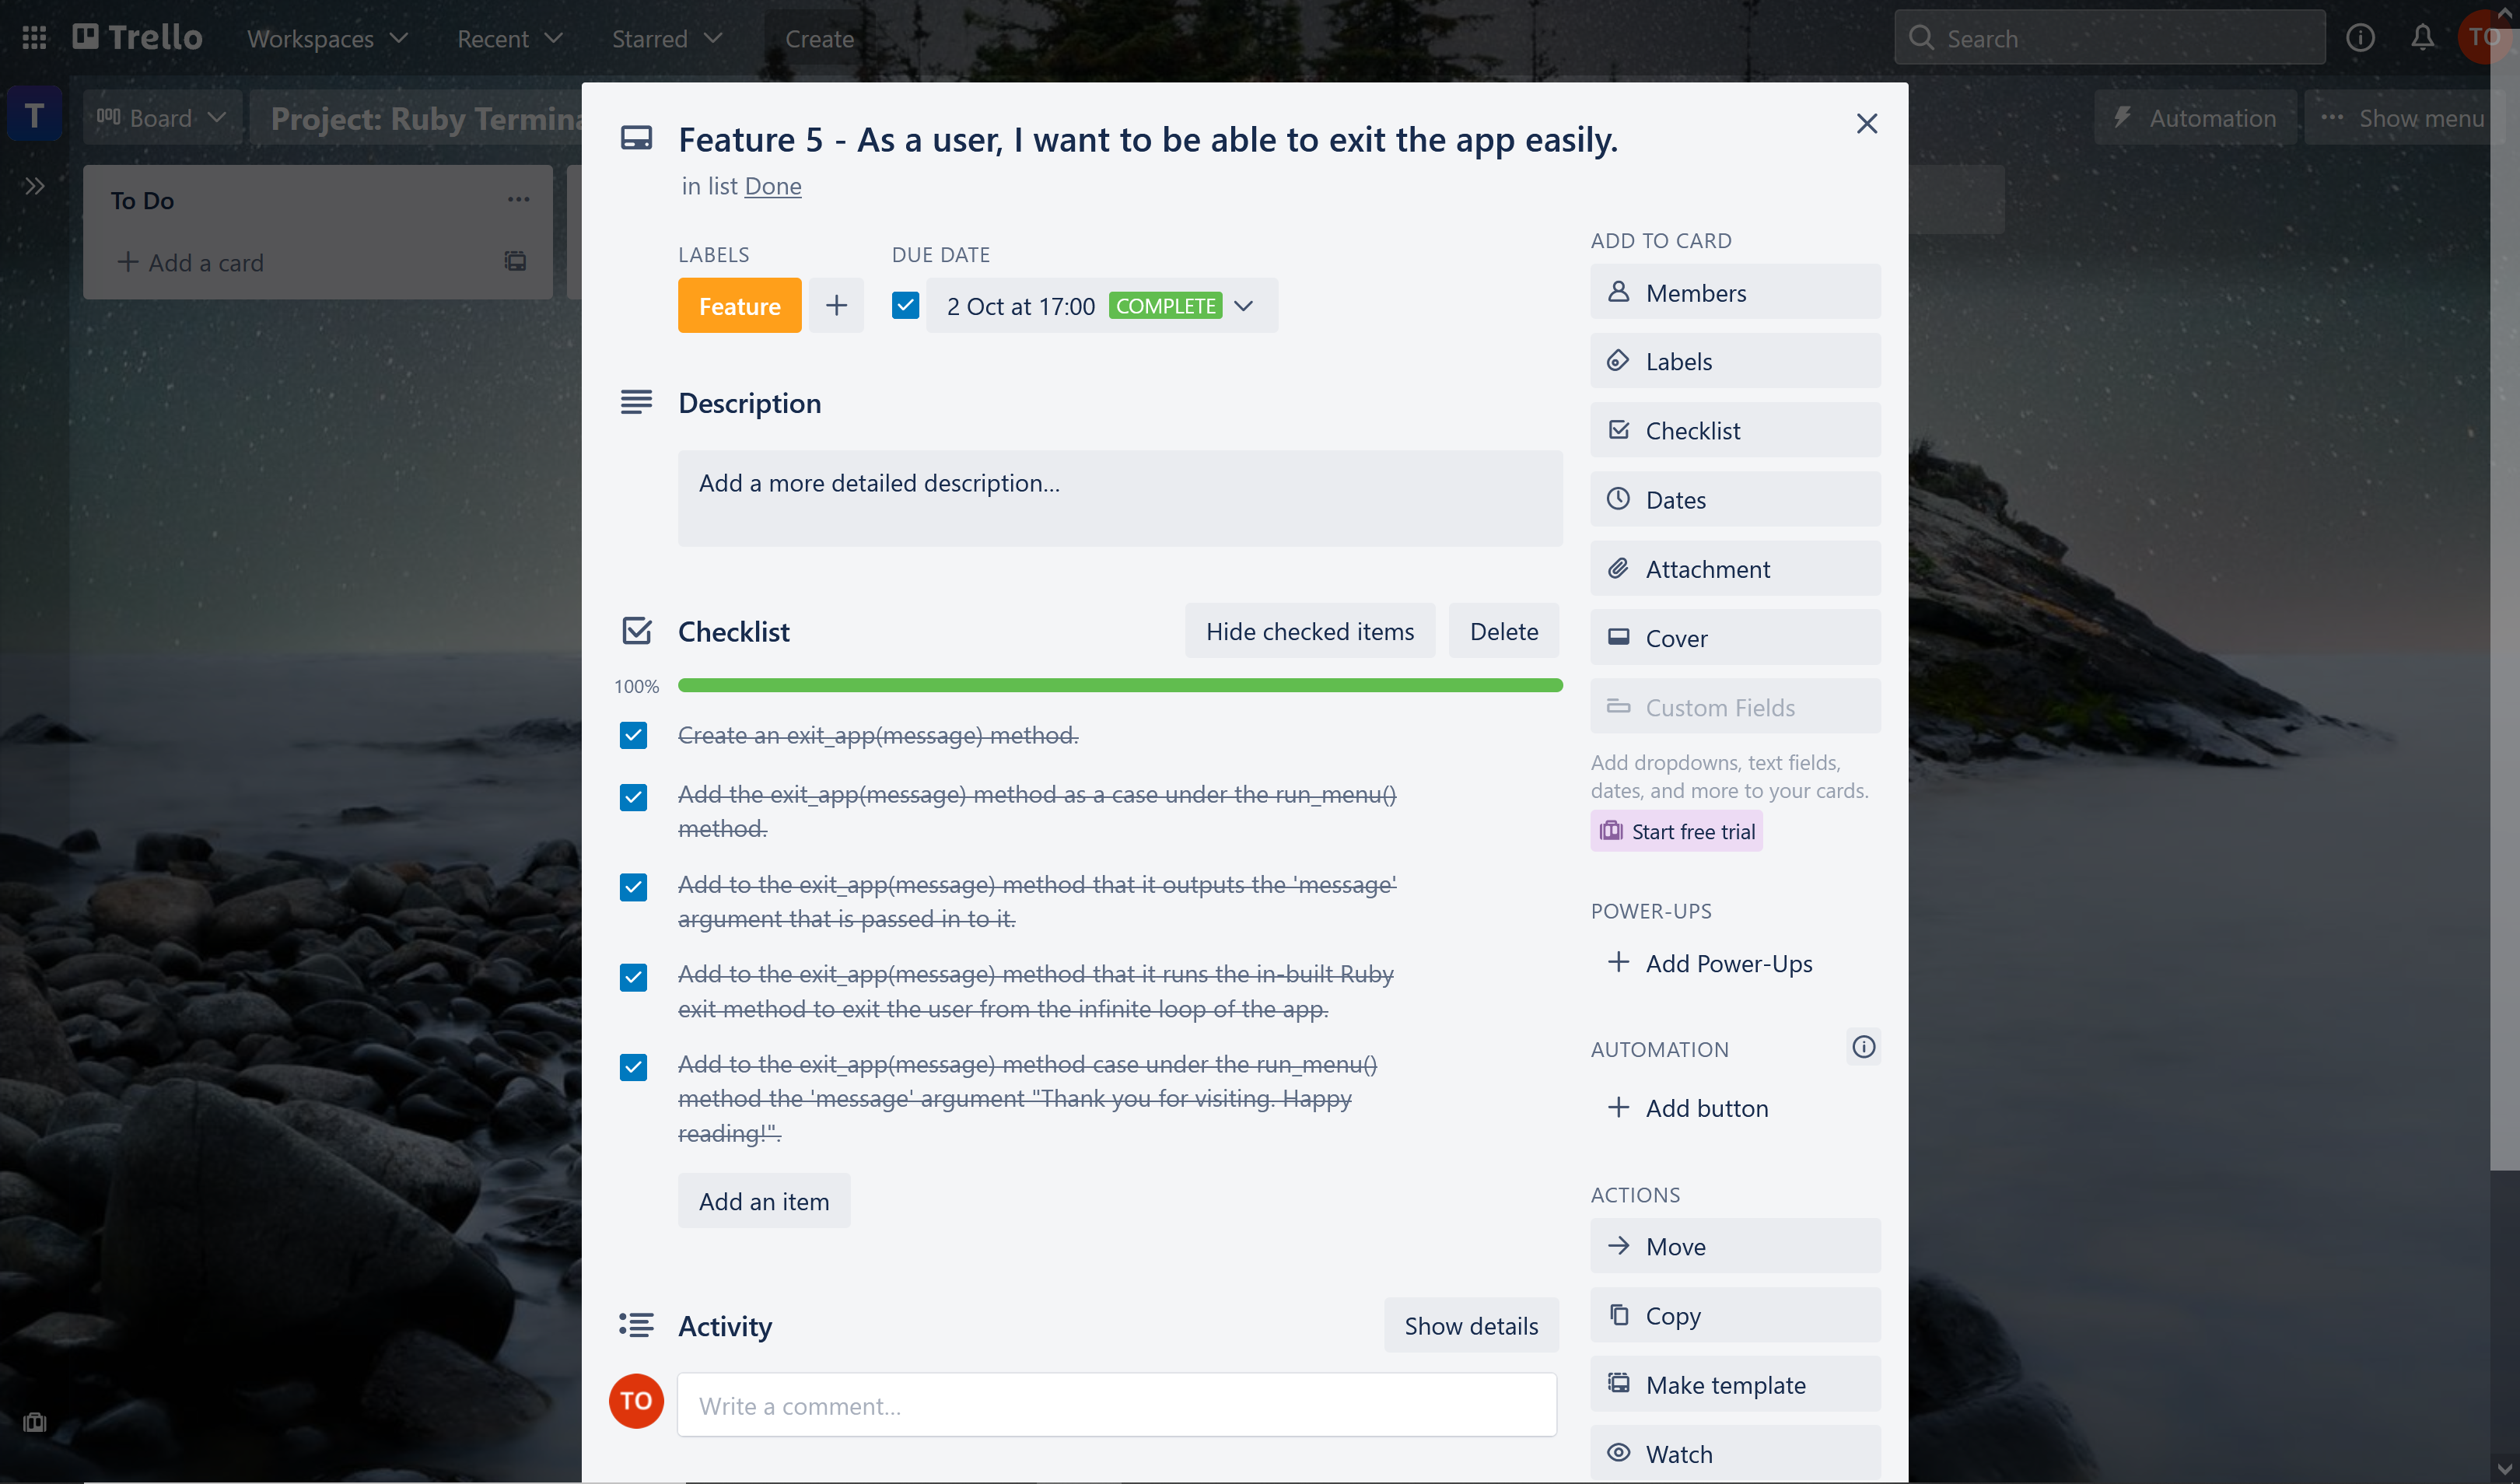 Trello
Workspaces
Recent
Starred
Create
Search
TO
T
Board
Project: Ruby Termina
Automation
Show menu
To Do
Add a card
Feature 5 - As a user, I want to be able to exit the app easily.
in list Done
LABELS
Feature
DUE DATE
2 Oct at 17:00 COMPLETE
Description
Add a more detailed description...
Checklist
Hide checked items
Delete
100%
Create an exit_app(message) method.
Add the exit_app(message) method as a case under the run_menu()
method.
Add to the exit_app(message) method that it outputs the 'message'
argument that is passed in to it.
Add to the exit_app(message) method that it runs the in-built Ruby
exit method to exit the user from the infinite loop of the app.
Add to the exit_app(message) method case under the run_menu()
method the 'message' argument "Thank you for visiting. Happy
reading!".
Add an item
Activity
Show details
TO
Write a comment...
ADD TO CARD
Members
Labels
Checklist
Dates
Attachment
Cover
Custom Fields
Add dropdowns, text fields,
dates, and more to your cards.
Start free trial
POWER-UPS
Add Power-Ups
AUTOMATION
Add button
ACTIONS
Move
Copy
Make template
Watch